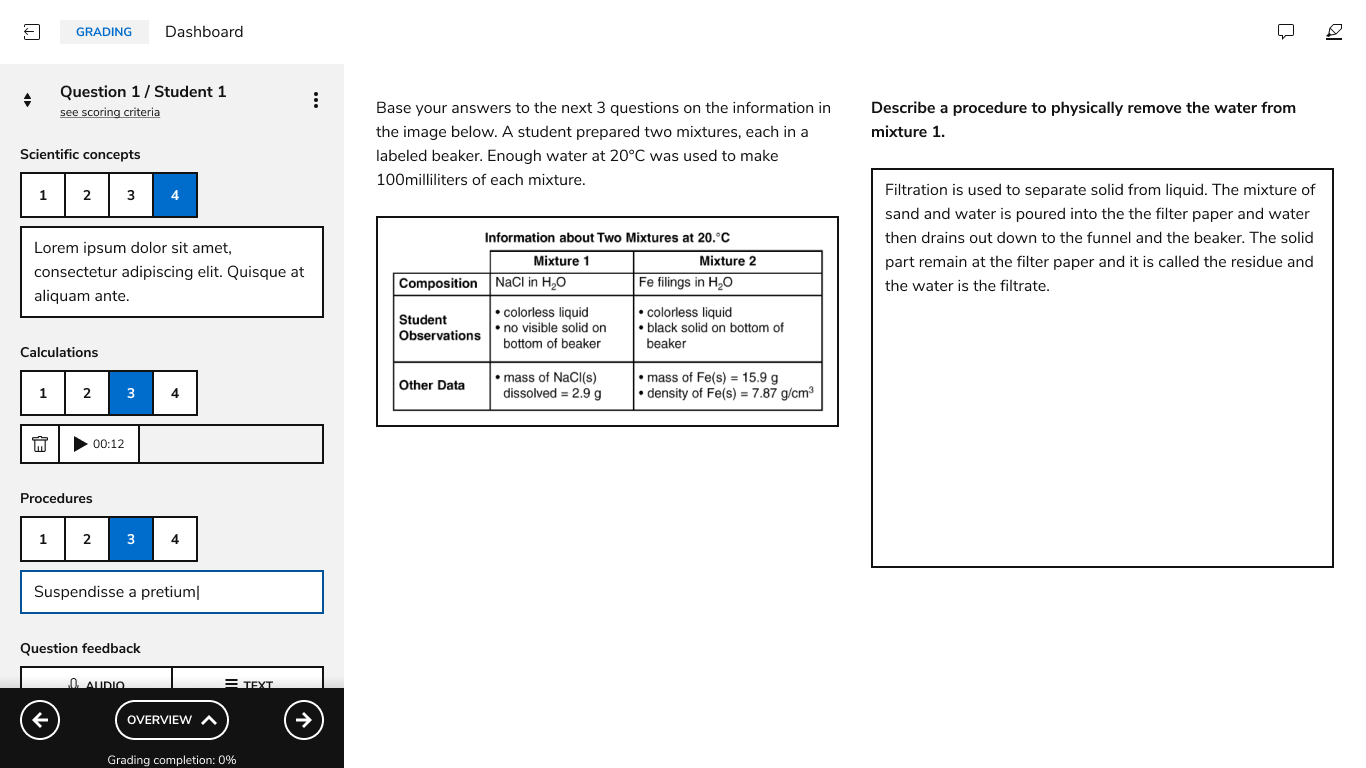 GRADING
Dashboard
Question 1 / Student 1
see scoring criteria
Scientific concepts
1 2 3 4
Lorem ipsum dolor sit amet,
consectetur adipiscing elit. Quisque at
aliquam ante.
Calculations
1 2 3 4
00:12
Procedures
1 2 3 4
Suspendisse a pretium
Question feedback
AUDIO TEXT
OVERVIEW
Grading completion: 0%
Base your answers to the next 3 questions on the information in
the image below. A student prepared two mixtures, each in a
labeled beaker. Enough water at 20°C was used to make
100milliliters of each mixture.
Information about Two Mixtures at 20.°C
Mixture 1 Mixture 2
Composition NaCl in H₂O Fe filings in H₂O
Student
Observations
• colorless liquid
• no visible solid on
bottom of beaker
• colorless liquid
• black solid on bottom of
beaker
Other Data
• mass of NaCl(s)
dissolved = 2.9 g
• mass of Fe(s) = 15.9 g
• density of Fe(s) = 7.87 g/cm³
Describe a procedure to physically remove the water from
mixture 1.
Filtration is used to separate solid from liquid. The mixture of
sand and water is poured into the the filter paper and water
then drains out down to the funnel and the beaker. The solid
part remain at the filter paper and it is called the residue and
the water is the filtrate.